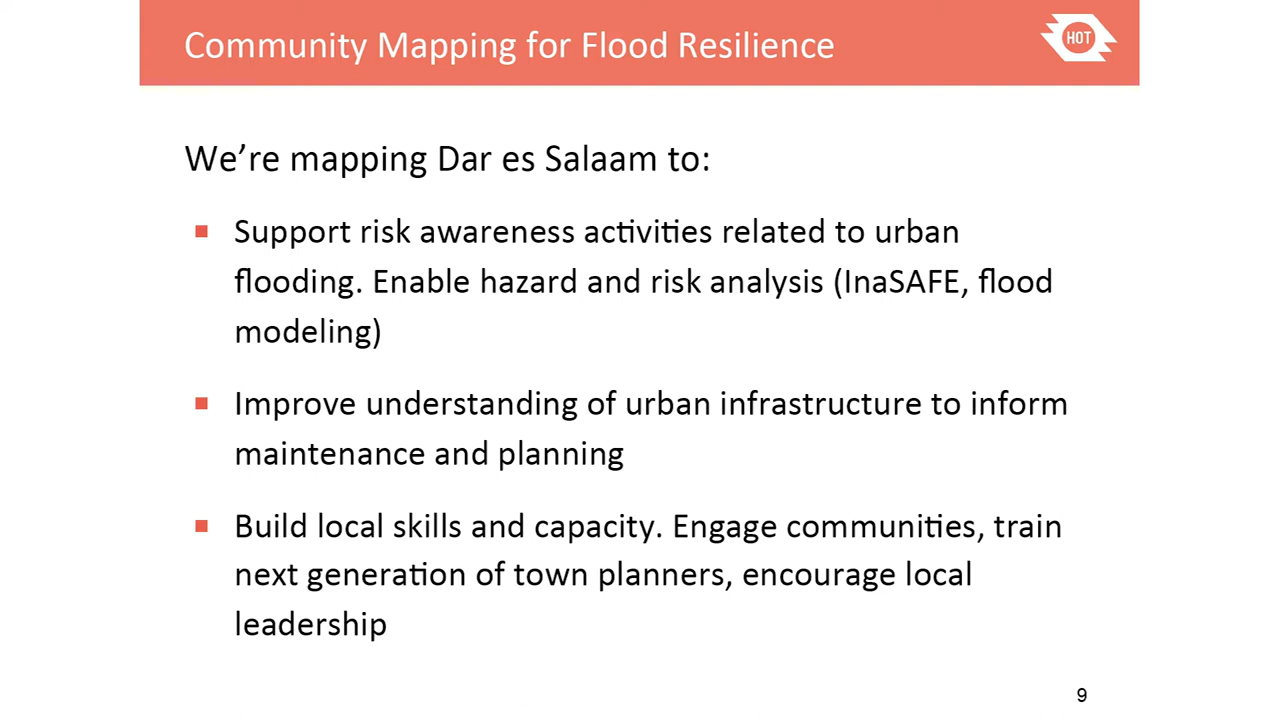 Community Mapping for Flood Resilience
HOT
We’re mapping Dar es Salaam to:
Support risk awareness activities related to urban
flooding. Enable hazard and risk analysis (InaSAFE, flood
modeling)
Improve understanding of urban infrastructure to inform
maintenance and planning
Build local skills and capacity. Engage communities, train
next generation of town planners, encourage local
leadership
9